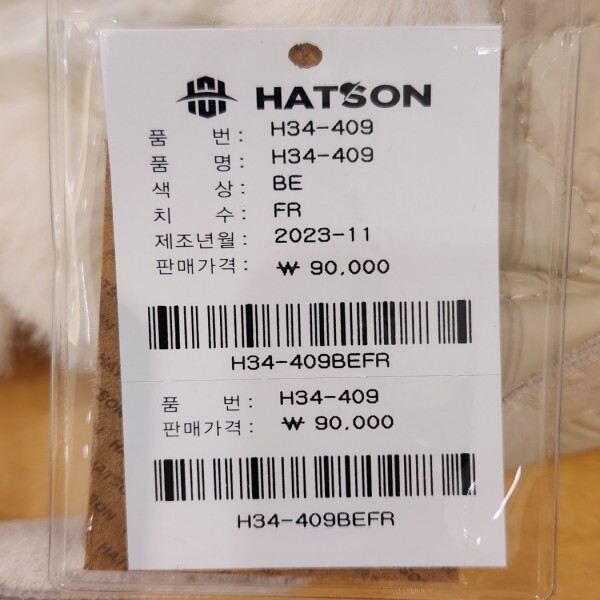 HATSON
품 번 : H34-409
품 명 : H34-409
색 상 : BE
치 수 : FR
제조년월 : 2023-11
판매가격 : ₩ 90,000
H34-409BEFR
품 번 : H34-409
판매가격 : ₩ 90,000
H34-409BEFR
HATSON
HATSON